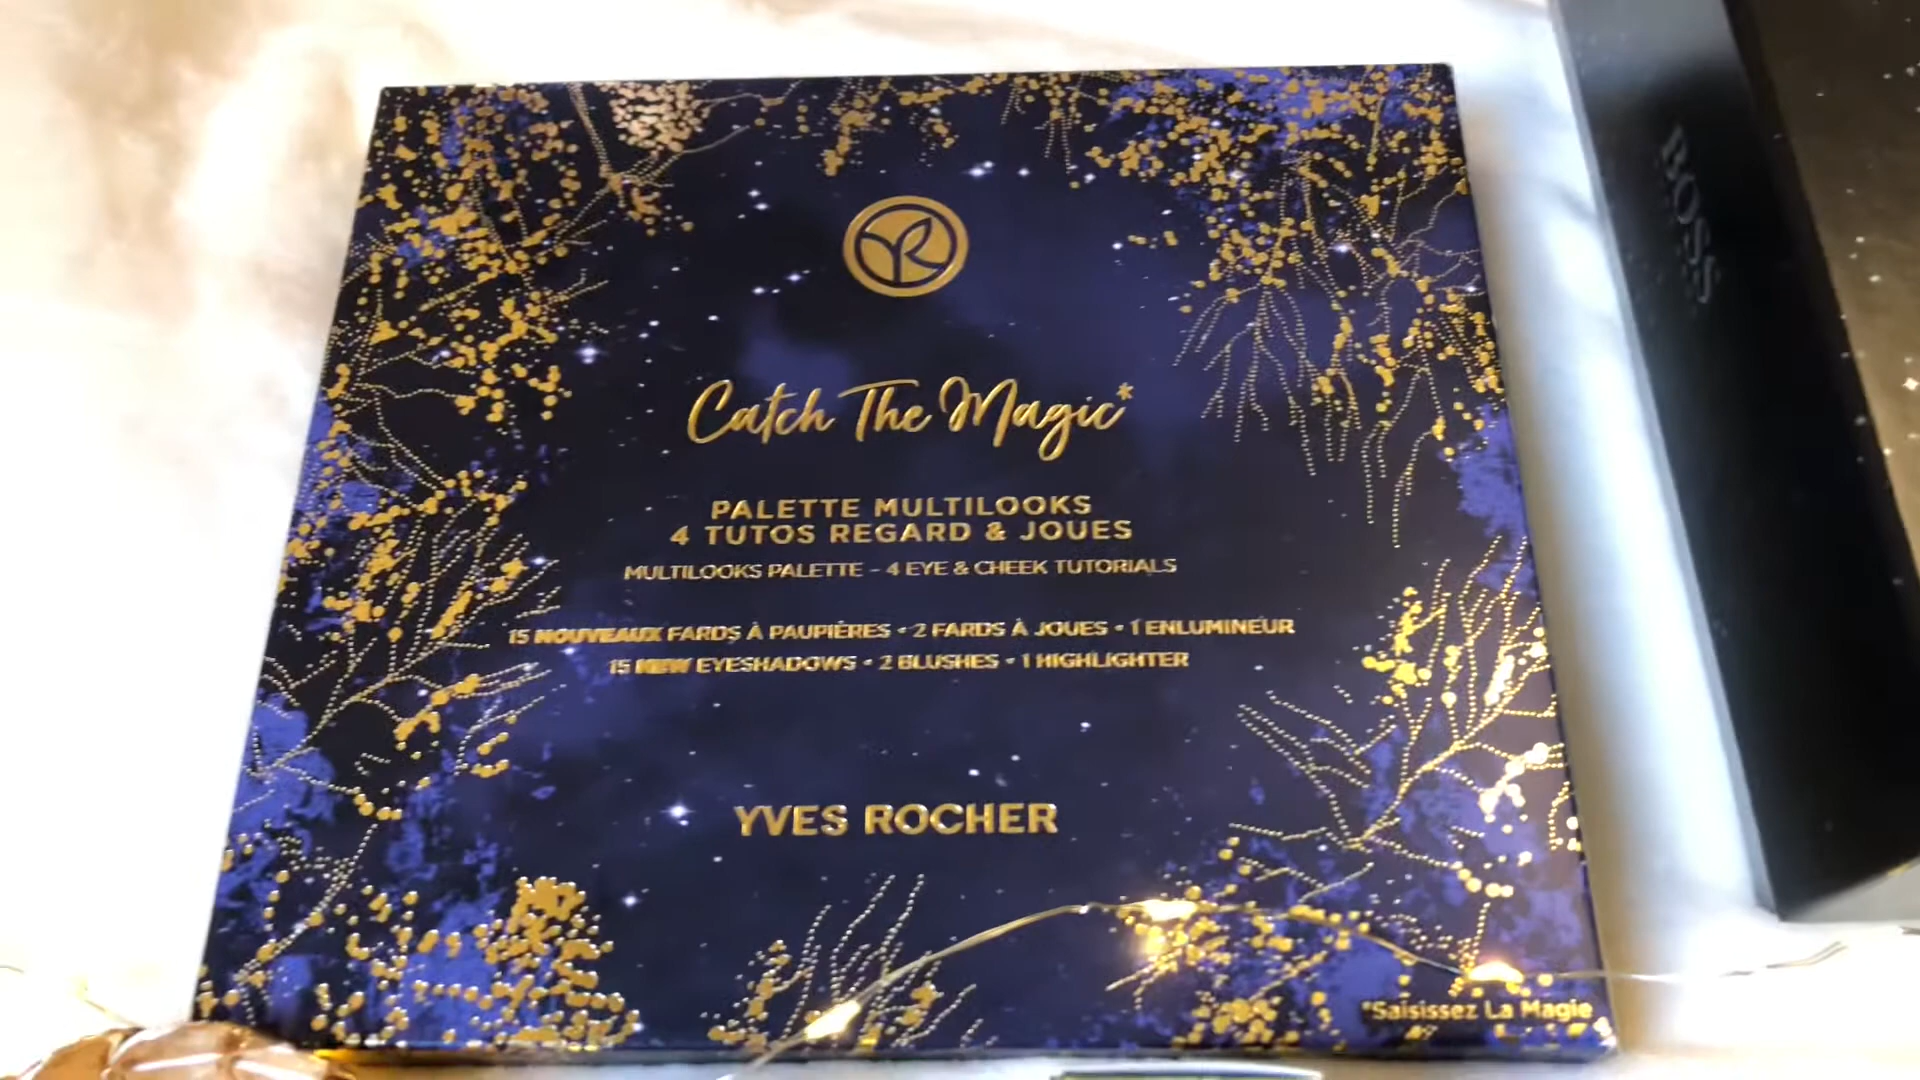 YR
Catch The Magic*
PALETTE MULTILOOKS
4 TUTOS REGARD & JOUES
MULTILOOKS PALETTE - 4 EYE & CHEEK TUTORIALS
15 NOUVEAUX FARDS À PAUPIÈRES • 2 FARDS À JOUES • 1 ENLUMINEUR
15 NEW EYESHADOWS • 2 BLUSHES • 1 HIGHLIGHTER
YVES ROCHER
*Saisissez La Magie
BOSS